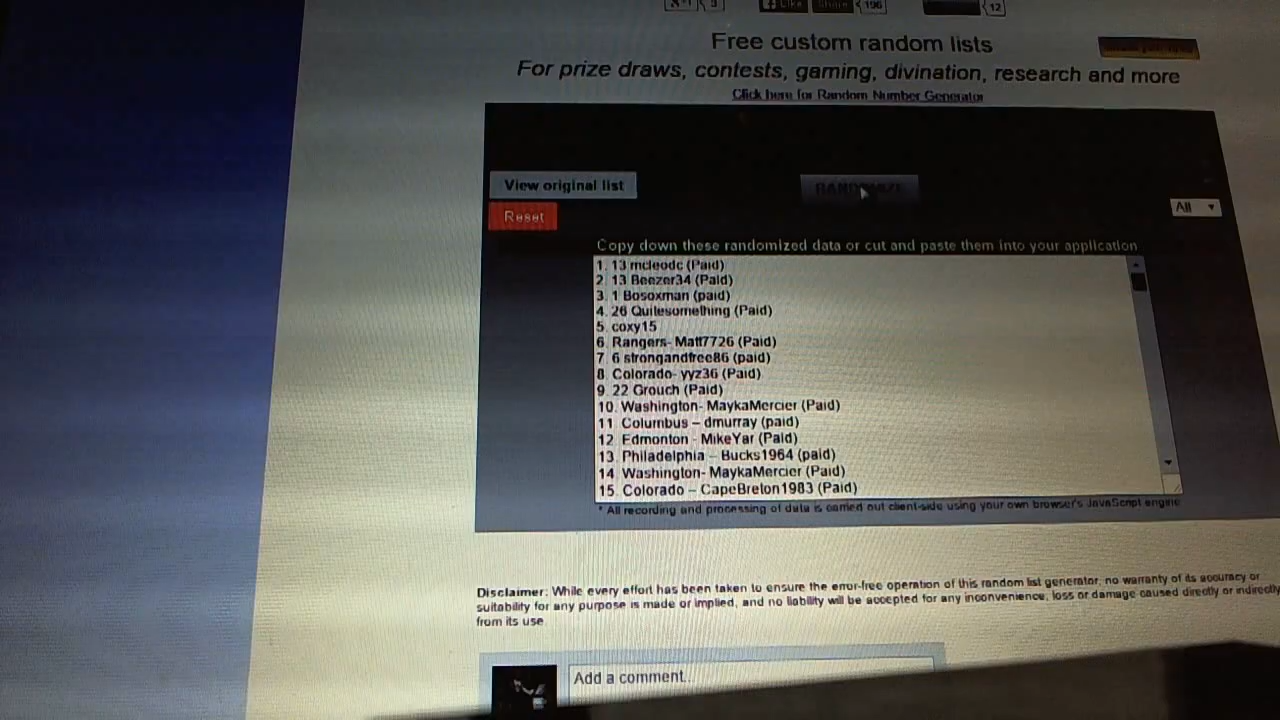 Like Share 196
12
Free custom random lists
For prize draws, contests, gaming, divination, research and more
Click here for Random Number Generator
View original list
RANDOMIZE
Reset
All
Copy down these randomized data or cut and paste them into your application
1. 13 mcleodc (Paid)
2. 13 Beezer34 (Paid)
3. 1 Bosoxman (paid)
4. 26 Quitesomething (Paid)
5. coxy15
6. Rangers- Matt7726 (Paid)
7. 6 strongandfree86 (paid)
8. Colorado- yyz36 (Paid)
9. 22 Grouch (Paid)
10. Washington- MaykaMercier (Paid)
11. Columbus – dmurray (paid)
12. Edmonton - MikeYar (Paid)
13. Philadelphia – Bucks1964 (paid)
14. Washington- MaykaMercier (Paid)
15. Colorado – CapeBreton1983 (Paid)
* All recording and processing of data is carried out client-side using your own browser's JavaScript engine
Disclaimer: While every effort has been taken to ensure the error-free operation of this random list generator, no warranty of its accuracy or
suitability for any purpose is made or implied, and no liability will be accepted for any inconvenience, loss or damage caused directly or indirectly
from its use.
Add a comment...